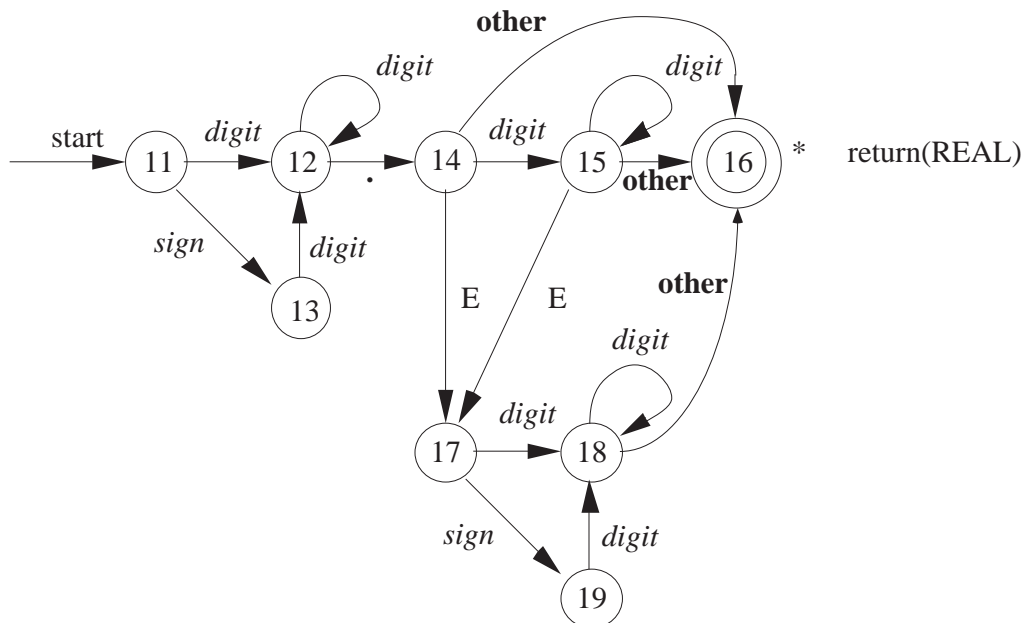 other
digit
digit
start
digit
digit
11
12
.
14
15
other
16
*
return(REAL)
sign
digit
13
E
E
other
digit
digit
17
18
sign
digit
19